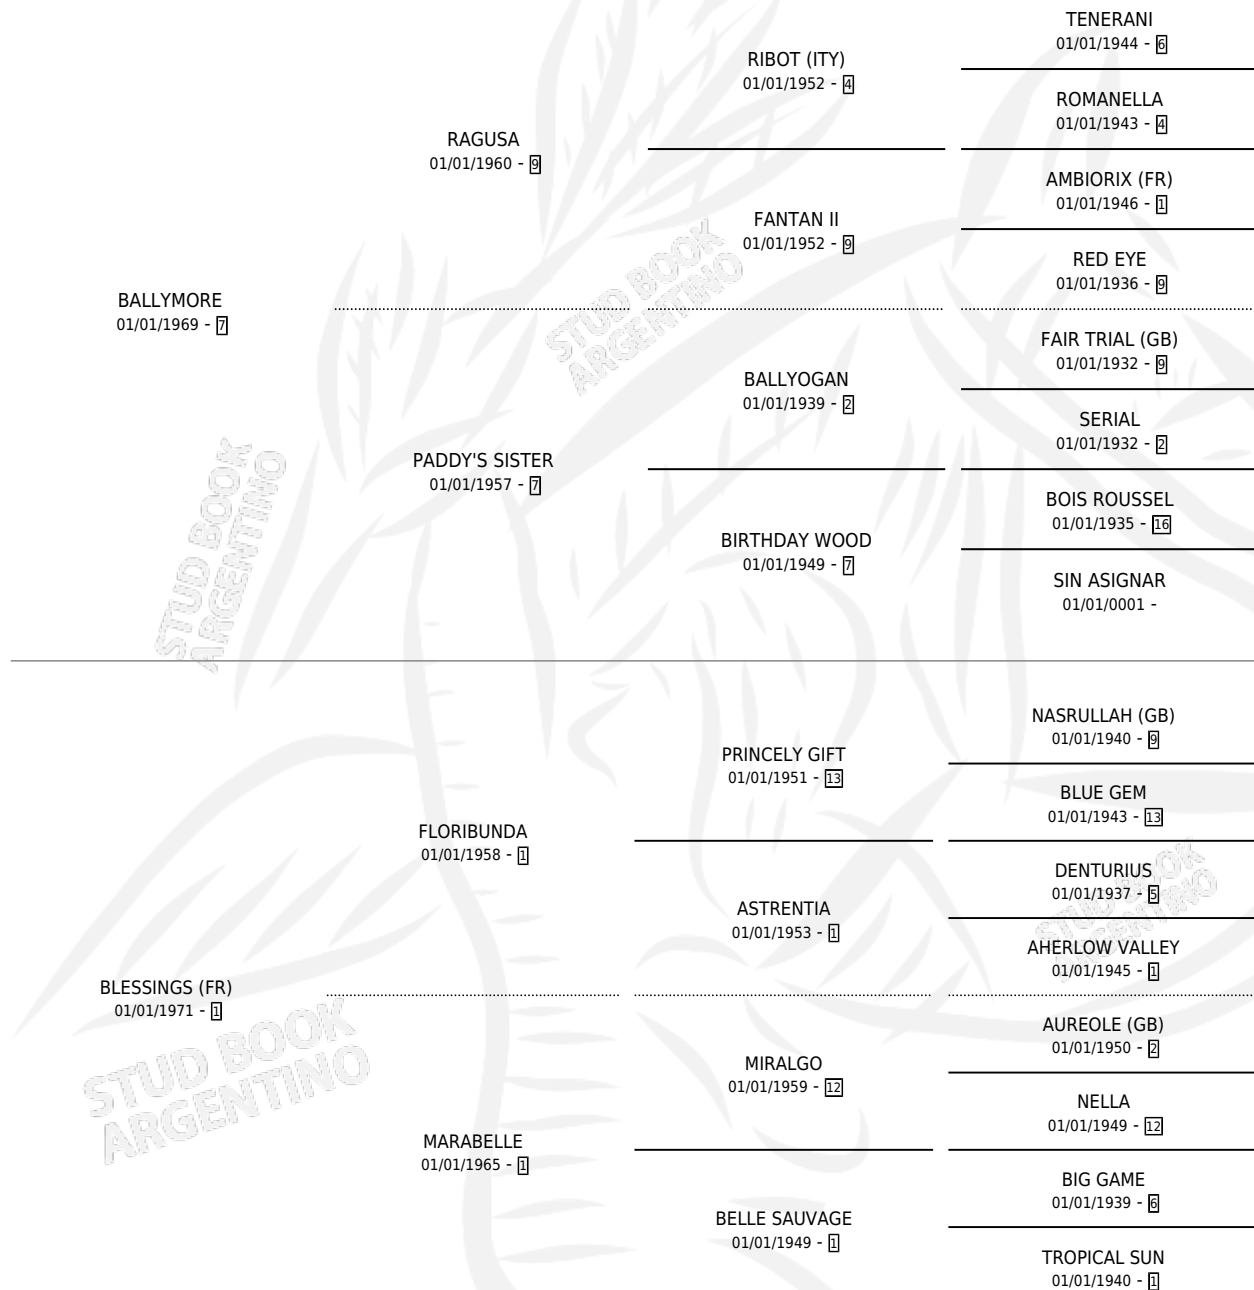 TENERANI
01/01/1944 - 6
RIBOT (ITY)
01/01/1952 - 4
ROMANELLA
01/01/1943 - 4
RAGUSA
01/01/1960 - 9
AMBIORIX (FR)
01/01/1946 - 1
FANTAN II
01/01/1952 - 9
RED EYE
01/01/1936 - 9
BALLYMORE
01/01/1969 - 7
FAIR TRIAL (GB)
01/01/1932 - 9
BALLYOGAN
01/01/1939 - 2
SERIAL
01/01/1932 - 2
PADDY'S SISTER
01/01/1957 - 7
BOIS ROUSSEL
01/01/1935 - 16
BIRTHDAY WOOD
01/01/1949 - 7
SIN ASIGNAR
01/01/0001 -
STUD BOOK
ARGENTINO
STUD BOOK
ARGENTINO
NASRULLAH (GB)
01/01/1940 - 9
PRINCELY GIFT
01/01/1951 - 13
BLUE GEM
01/01/1943 - 13
FLORIBUNDA
01/01/1958 - 1
DENTURIUS
01/01/1937 - 5
ASTRENTIA
01/01/1953 - 1
AHERLOW VALLEY
01/01/1945 - 1
BLESSINGS (FR)
01/01/1971 - 1
AUREOLE (GB)
01/01/1950 - 2
MIRALGO
01/01/1959 - 12
NELLA
01/01/1949 - 12
MARABELLE
01/01/1965 - 1
BIG GAME
01/01/1939 - 6
BELLE SAUVAGE
01/01/1949 - 1
TROPICAL SUN
01/01/1940 - 1
STUD BOOK
ARGENTINO
STUD BOOK
ARGENTINO